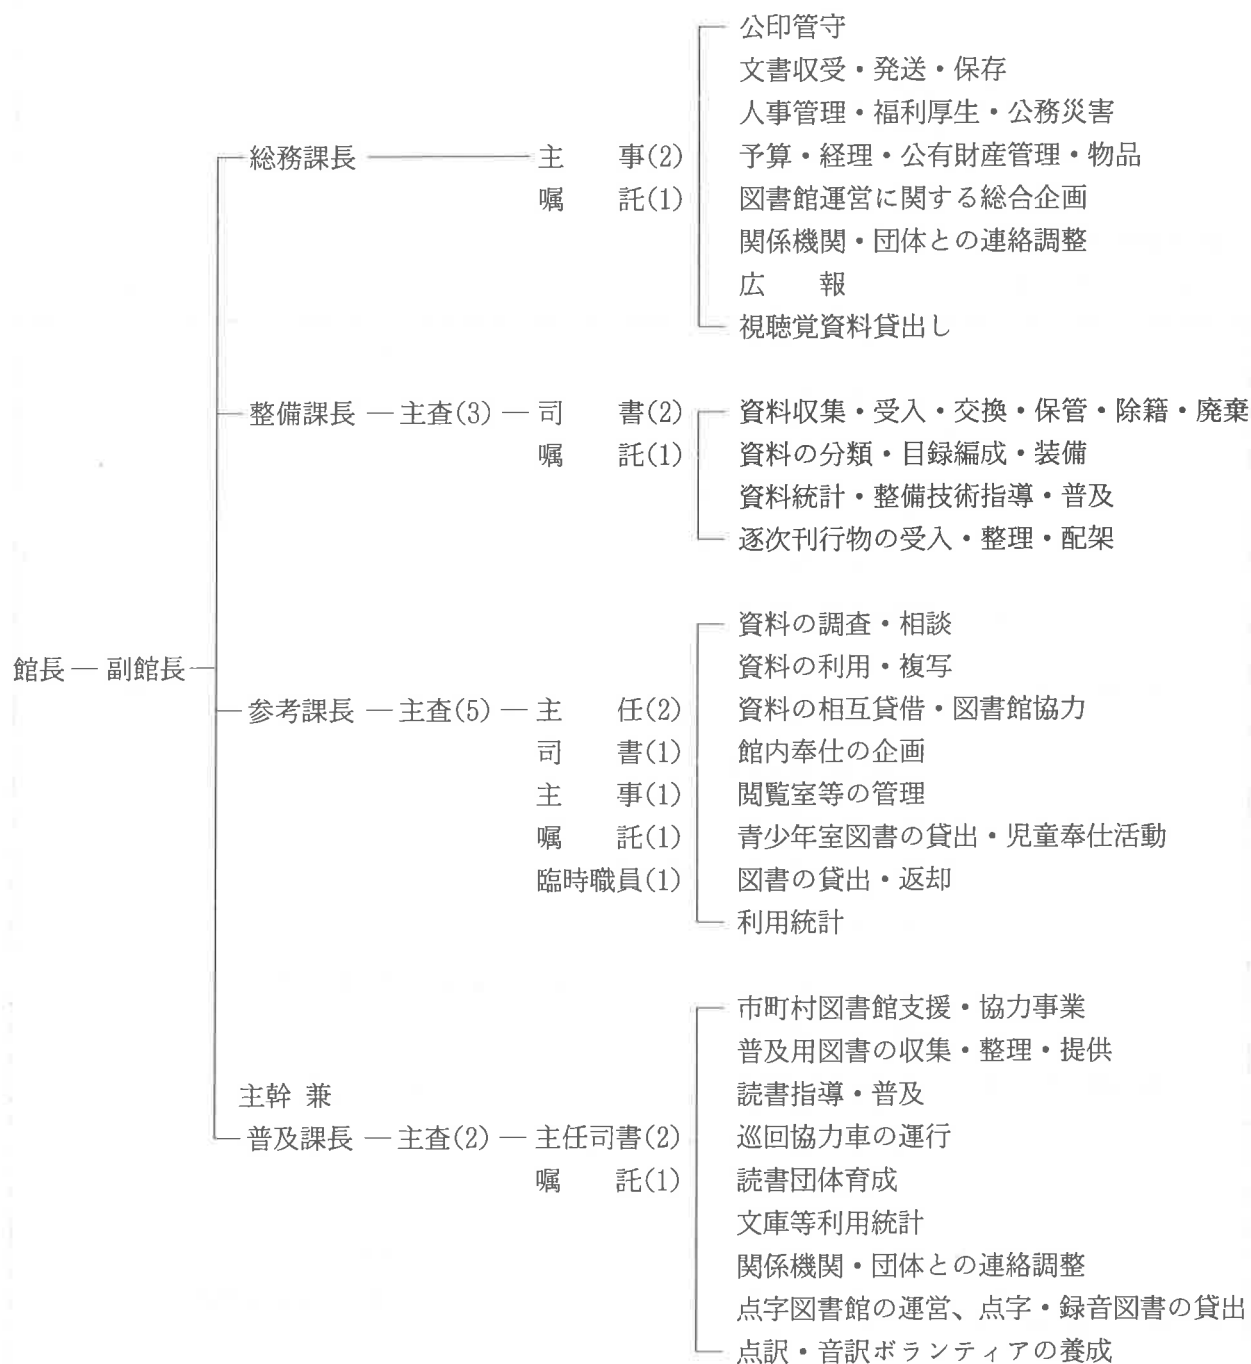 公印管守
文書収受・発送・保存
人事管理・福利厚生・公務災害
総務課長 主 事(2) 予算・経理・公有財産管理・物品
嘱 託(1) 図書館運営に関する総合企画
関係機関・団体との連絡調整
広 報
視聴覚資料貸出し
整備課長 主査(3) 司 書(2) 資料収集・受入・交換・保管・除籍・廃棄
嘱 託(1) 資料の分類・目録編成・装備
資料統計・整備技術指導・普及
逐次刊行物の受入・整理・配架
資料の調査・相談
館長 副館長 資料の利用・複写
参考課長 主査(5) 主 任(2) 資料の相互貸借・図書館協力
司 書(1) 館内奉仕の企画
主 事(1) 閲覧室等の管理
嘱 託(1) 青少年室図書の貸出・児童奉仕活動
臨時職員(1) 図書の貸出・返却
利用統計
市町村図書館支援・協力事業
普及用図書の収集・整理・提供
主幹 兼 読書指導・普及
普及課長 主査(2) 主任司書(2) 巡回協力車の運行
嘱 託(1) 読書団体育成
文庫等利用統計
関係機関・団体との連絡調整
点字図書館の運営、点字・録音図書の貸出
点訳・音訳ボランティアの養成